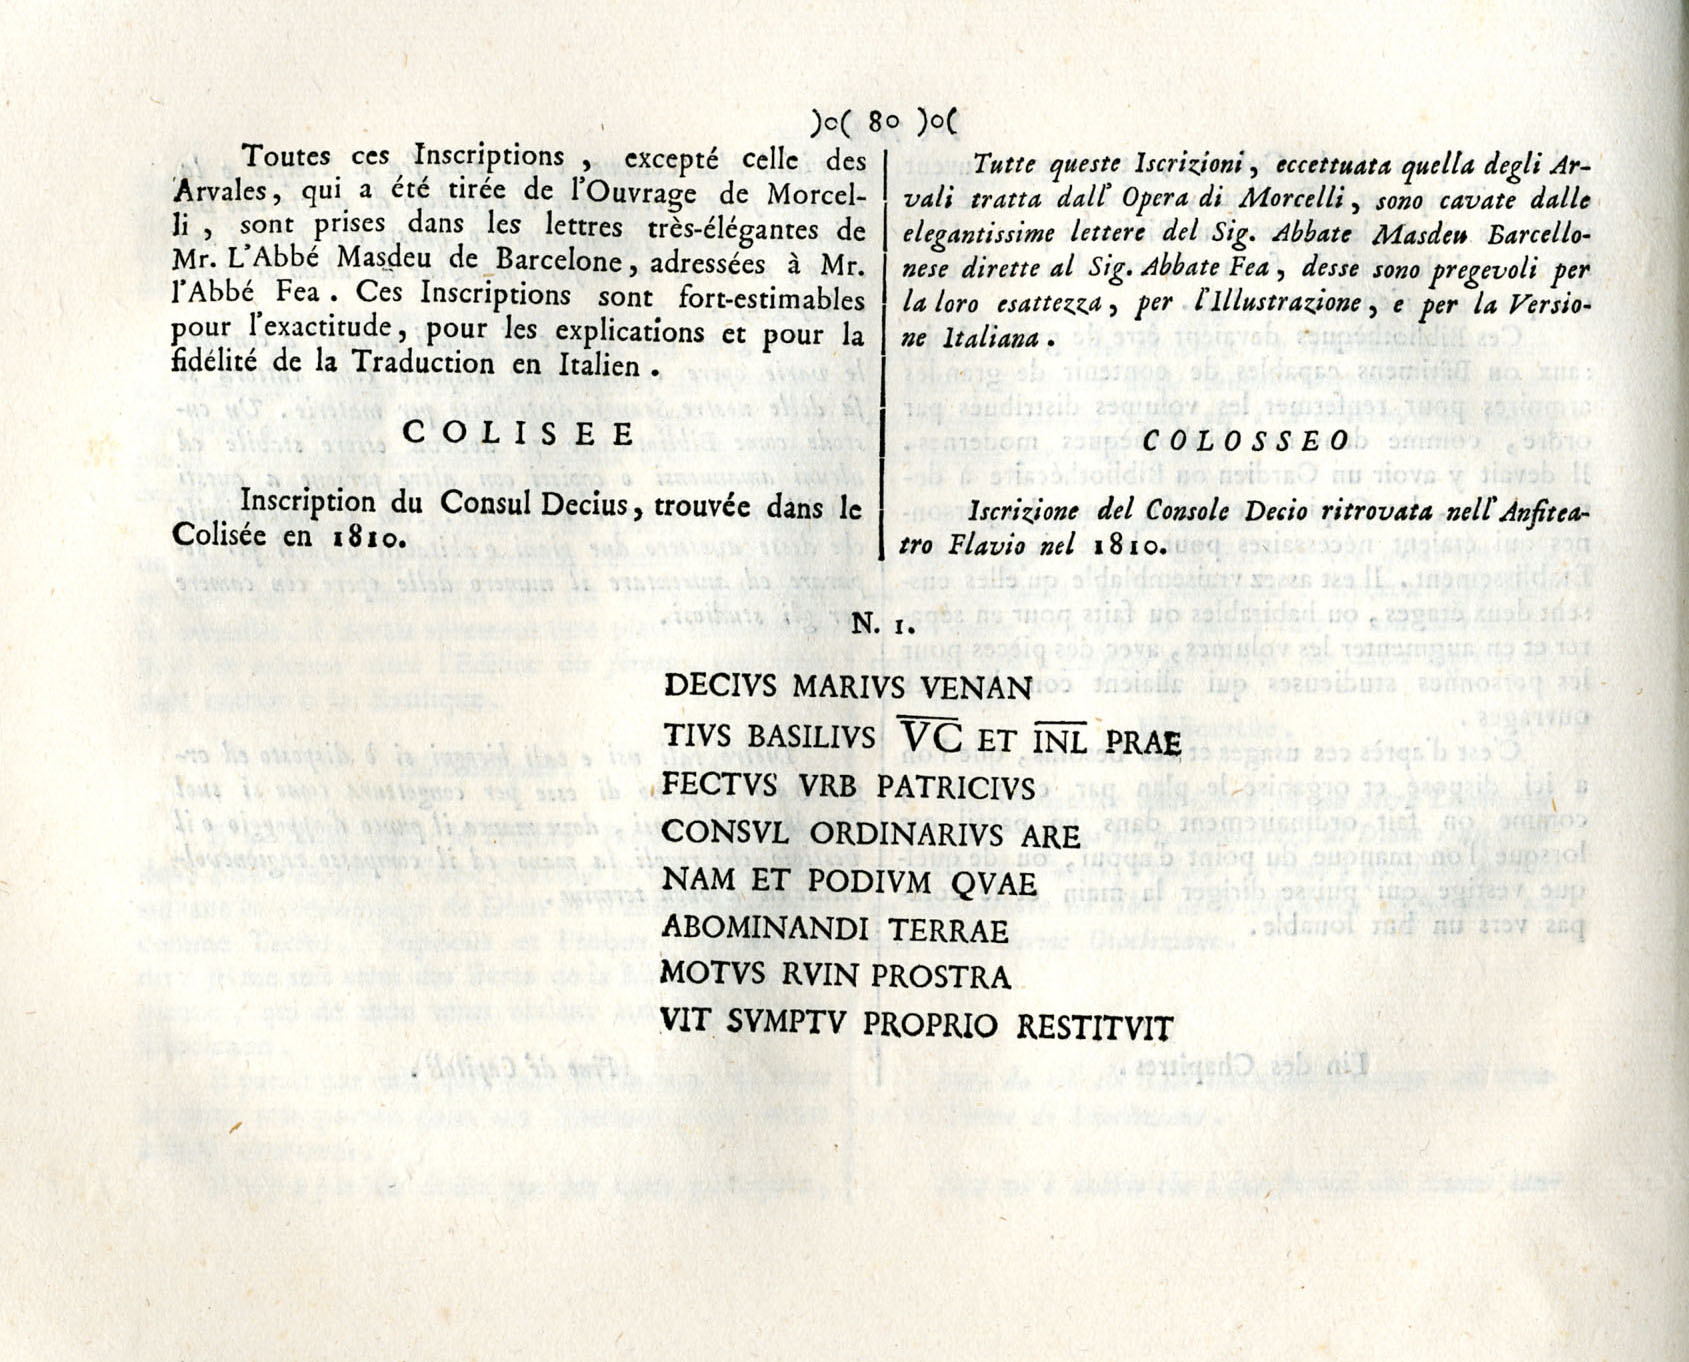 )o( 80 )o(
Toutes ces Inscriptions , excepté celle des
Arvales, qui a été tirée de l'Ouvrage de Morcel-
li , sont prises dans les lettres très-élégantes de
Mr. L'Abbé Masdeu de Barcelone, adressées à Mr.
l'Abbé Fea . Ces Inscriptions sont fort-estimables
pour l'exactitude, pour les explications et pour la
fidélité de la Traduction en Italien .
COLISEE
Inscription du Consul Decius, trouvée dans le
Colisée en 1810.
Tutte queste Iscrizioni, eccettuata quella degli Ar-
vali tratta dall' Opera di Morcelli, sono cavate dalle
elegantissime lettere del Sig. Abbate Masdeu Barcello-
nese dirette al Sig. Abbate Fea, desse sono pregevoli per
la loro esattezza, per l'Illustrazione, e per la Versio-
ne Italiana .
COLOSSEO
Iscrizione del Console Decio ritrovata nell' Anfitea-
tro Flavio nel 1810.
N. 1.
DECIVS MARIVS VENAN
TIVS BASILIVS V̅C̅ ET I̅N̅L̅ PRAE
FECTVS VRB PATRICIVS
CONSVL ORDINARIVS ARE
NAM ET PODIVM QVAE
ABOMINANDI TERRAE
MOTVS RVIN PROSTRA
VIT SVMPTV PROPRIO RESTITVIT